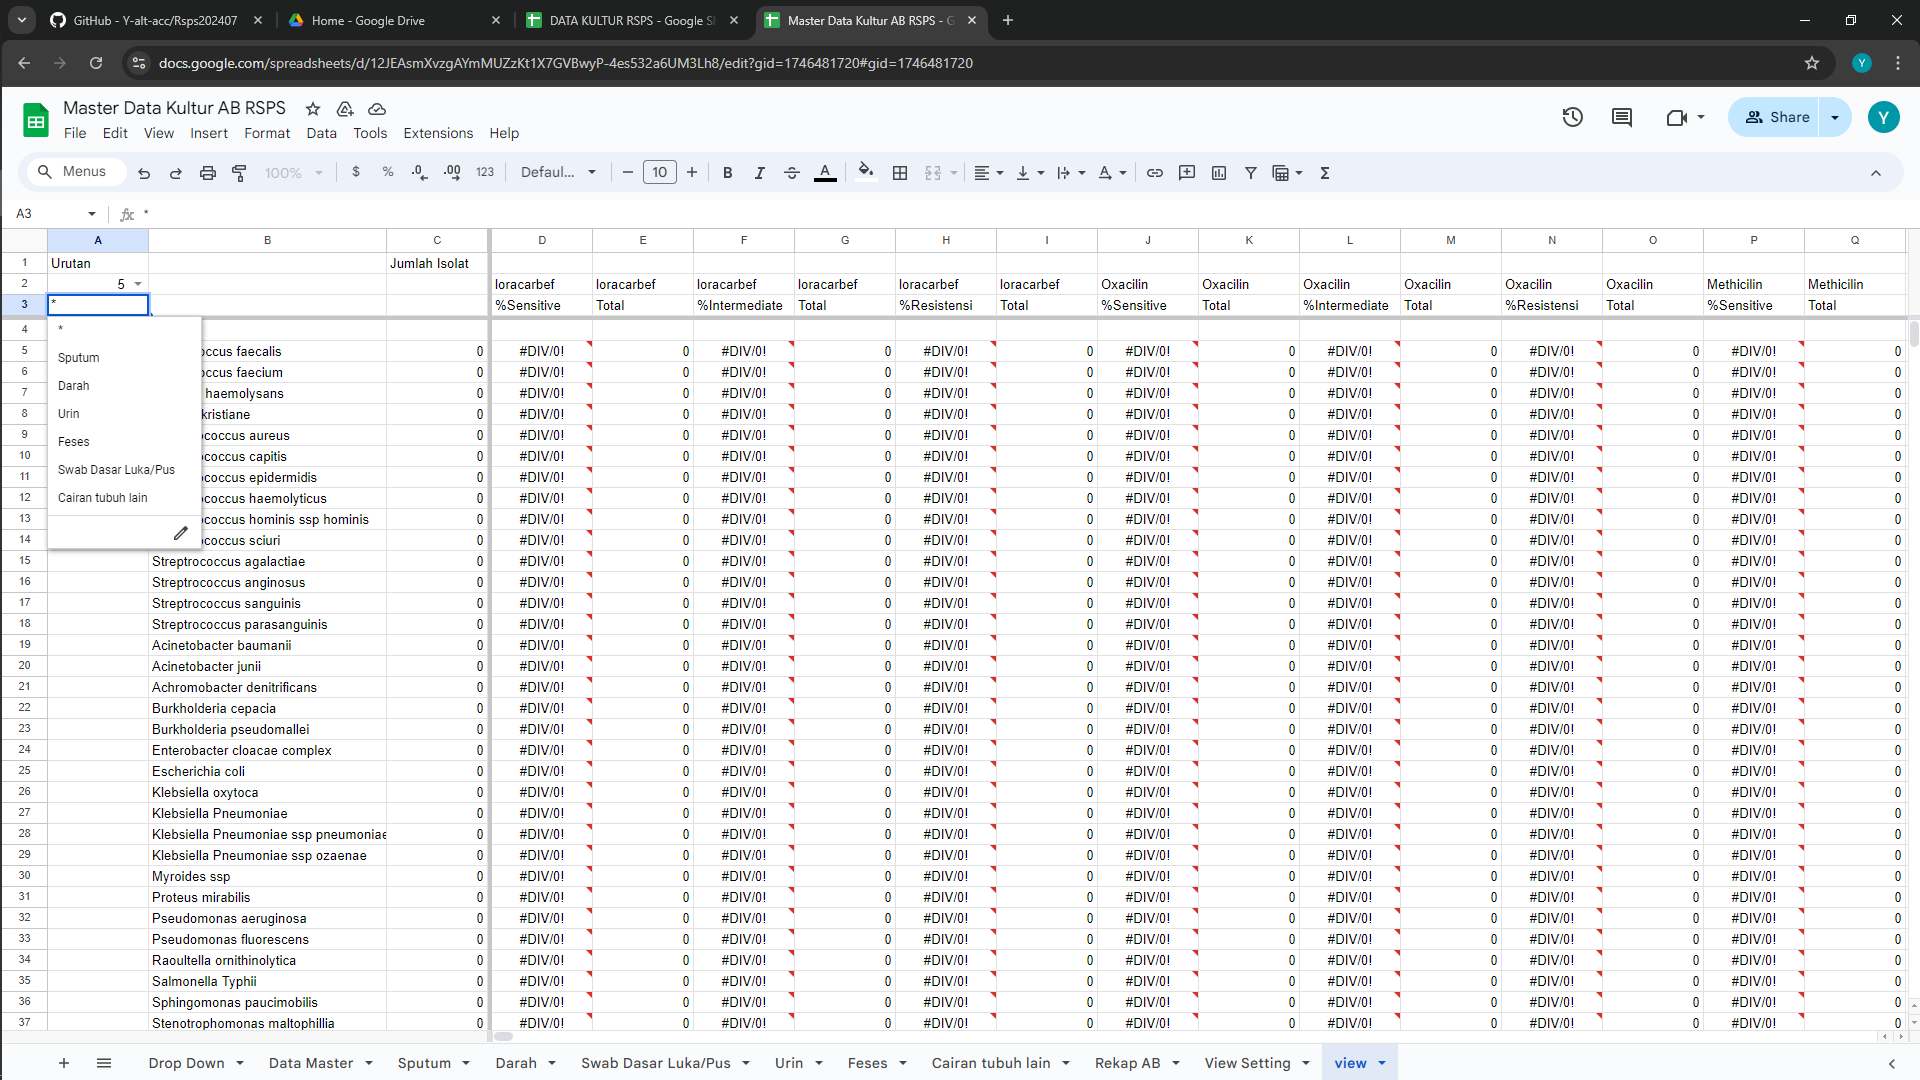 GitHub - Y-alt-acc/Rsps202407
Home - Google Drive
DATA KULTUR RSPS - Google Sh
Master Data Kultur AB RSPS - G
docs.google.com/spreadsheets/d/12JEAsmXvzgAYmMUZzKt1X7GVBwyP-4es532a6UM3Lh8/edit?gid=1746481720#gid=1746481720
Y
Master Data Kultur AB RSPS
File Edit View Insert Format Data Tools Extensions Help
Share
Y
Menus 100% $ % .0 .00 123 Defaul... 10 B I A Σ
A3 fx *
A B C D E F G H I J K L M N O P Q
1 Urutan Jumlah Isolat
2 5 loracarbef loracarbef loracarbef loracarbef loracarbef loracarbef Oxacilin Oxacilin Oxacilin Oxacilin Oxacilin Oxacilin Methicilin Methicilin
3 * %Sensitive Total %Intermediate Total %Resistensi Total %Sensitive Total %Intermediate Total %Resistensi Total %Sensitive Total
4
*
Sputum
Darah
Urin
Feses
Swab Dasar Luka/Pus
Cairan tubuh lain
5 occus faecalis 0 #DIV/0! 0 #DIV/0! 0 #DIV/0! 0 #DIV/0! 0 #DIV/0! 0 #DIV/0! 0 #DIV/0! 0
6 occus faecium 0 #DIV/0! 0 #DIV/0! 0 #DIV/0! 0 #DIV/0! 0 #DIV/0! 0 #DIV/0! 0 #DIV/0! 0
7 haemolysans 0 #DIV/0! 0 #DIV/0! 0 #DIV/0! 0 #DIV/0! 0 #DIV/0! 0 #DIV/0! 0 #DIV/0! 0
8 kristiane 0 #DIV/0! 0 #DIV/0! 0 #DIV/0! 0 #DIV/0! 0 #DIV/0! 0 #DIV/0! 0 #DIV/0! 0
9 ococcus aureus 0 #DIV/0! 0 #DIV/0! 0 #DIV/0! 0 #DIV/0! 0 #DIV/0! 0 #DIV/0! 0 #DIV/0! 0
10 ococcus capitis 0 #DIV/0! 0 #DIV/0! 0 #DIV/0! 0 #DIV/0! 0 #DIV/0! 0 #DIV/0! 0 #DIV/0! 0
11 ococcus epidermidis 0 #DIV/0! 0 #DIV/0! 0 #DIV/0! 0 #DIV/0! 0 #DIV/0! 0 #DIV/0! 0 #DIV/0! 0
12 ococcus haemolyticus 0 #DIV/0! 0 #DIV/0! 0 #DIV/0! 0 #DIV/0! 0 #DIV/0! 0 #DIV/0! 0 #DIV/0! 0
13 ococcus hominis ssp hominis 0 #DIV/0! 0 #DIV/0! 0 #DIV/0! 0 #DIV/0! 0 #DIV/0! 0 #DIV/0! 0 #DIV/0! 0
14 ococcus sciuri 0 #DIV/0! 0 #DIV/0! 0 #DIV/0! 0 #DIV/0! 0 #DIV/0! 0 #DIV/0! 0 #DIV/0! 0
15 Streptrococcus agalactiae 0 #DIV/0! 0 #DIV/0! 0 #DIV/0! 0 #DIV/0! 0 #DIV/0! 0 #DIV/0! 0 #DIV/0! 0
16 Streptrococcus anginosus 0 #DIV/0! 0 #DIV/0! 0 #DIV/0! 0 #DIV/0! 0 #DIV/0! 0 #DIV/0! 0 #DIV/0! 0
17 Streptrococcus sanguinis 0 #DIV/0! 0 #DIV/0! 0 #DIV/0! 0 #DIV/0! 0 #DIV/0! 0 #DIV/0! 0 #DIV/0! 0
18 Streptrococcus parasanguinis 0 #DIV/0! 0 #DIV/0! 0 #DIV/0! 0 #DIV/0! 0 #DIV/0! 0 #DIV/0! 0 #DIV/0! 0
19 Acinetobacter baumanii 0 #DIV/0! 0 #DIV/0! 0 #DIV/0! 0 #DIV/0! 0 #DIV/0! 0 #DIV/0! 0 #DIV/0! 0
20 Acinetobacter junii 0 #DIV/0! 0 #DIV/0! 0 #DIV/0! 0 #DIV/0! 0 #DIV/0! 0 #DIV/0! 0 #DIV/0! 0
21 Achromobacter denitrificans 0 #DIV/0! 0 #DIV/0! 0 #DIV/0! 0 #DIV/0! 0 #DIV/0! 0 #DIV/0! 0 #DIV/0! 0
22 Burkholderia cepacia 0 #DIV/0! 0 #DIV/0! 0 #DIV/0! 0 #DIV/0! 0 #DIV/0! 0 #DIV/0! 0 #DIV/0! 0
23 Burkholderia pseudomallei 0 #DIV/0! 0 #DIV/0! 0 #DIV/0! 0 #DIV/0! 0 #DIV/0! 0 #DIV/0! 0 #DIV/0! 0
24 Enterobacter cloacae complex 0 #DIV/0! 0 #DIV/0! 0 #DIV/0! 0 #DIV/0! 0 #DIV/0! 0 #DIV/0! 0 #DIV/0! 0
25 Escherichia coli 0 #DIV/0! 0 #DIV/0! 0 #DIV/0! 0 #DIV/0! 0 #DIV/0! 0 #DIV/0! 0 #DIV/0! 0
26 Klebsiella oxytoca 0 #DIV/0! 0 #DIV/0! 0 #DIV/0! 0 #DIV/0! 0 #DIV/0! 0 #DIV/0! 0 #DIV/0! 0
27 Klebsiella Pneumoniae 0 #DIV/0! 0 #DIV/0! 0 #DIV/0! 0 #DIV/0! 0 #DIV/0! 0 #DIV/0! 0 #DIV/0! 0
28 Klebsiella Pneumoniae ssp pneumoniae 0 #DIV/0! 0 #DIV/0! 0 #DIV/0! 0 #DIV/0! 0 #DIV/0! 0 #DIV/0! 0 #DIV/0! 0
29 Klebsiella Pneumoniae ssp ozaenae 0 #DIV/0! 0 #DIV/0! 0 #DIV/0! 0 #DIV/0! 0 #DIV/0! 0 #DIV/0! 0 #DIV/0! 0
30 Myroides ssp 0 #DIV/0! 0 #DIV/0! 0 #DIV/0! 0 #DIV/0! 0 #DIV/0! 0 #DIV/0! 0 #DIV/0! 0
31 Proteus mirabilis 0 #DIV/0! 0 #DIV/0! 0 #DIV/0! 0 #DIV/0! 0 #DIV/0! 0 #DIV/0! 0 #DIV/0! 0
32 Pseudomonas aeruginosa 0 #DIV/0! 0 #DIV/0! 0 #DIV/0! 0 #DIV/0! 0 #DIV/0! 0 #DIV/0! 0 #DIV/0! 0
33 Pseudomonas fluorescens 0 #DIV/0! 0 #DIV/0! 0 #DIV/0! 0 #DIV/0! 0 #DIV/0! 0 #DIV/0! 0 #DIV/0! 0
34 Raoultella ornithinolytica 0 #DIV/0! 0 #DIV/0! 0 #DIV/0! 0 #DIV/0! 0 #DIV/0! 0 #DIV/0! 0 #DIV/0! 0
35 Salmonella Typhii 0 #DIV/0! 0 #DIV/0! 0 #DIV/0! 0 #DIV/0! 0 #DIV/0! 0 #DIV/0! 0 #DIV/0! 0
36 Sphingomonas paucimobilis 0 #DIV/0! 0 #DIV/0! 0 #DIV/0! 0 #DIV/0! 0 #DIV/0! 0 #DIV/0! 0 #DIV/0! 0
37 Stenotrophomonas maltophillia 0 #DIV/0! 0 #DIV/0! 0 #DIV/0! 0 #DIV/0! 0 #DIV/0! 0 #DIV/0! 0 #DIV/0! 0
Drop Down Data Master Sputum Darah Swab Dasar Luka/Pus Urin Feses Cairan tubuh lain Rekap AB View Setting view